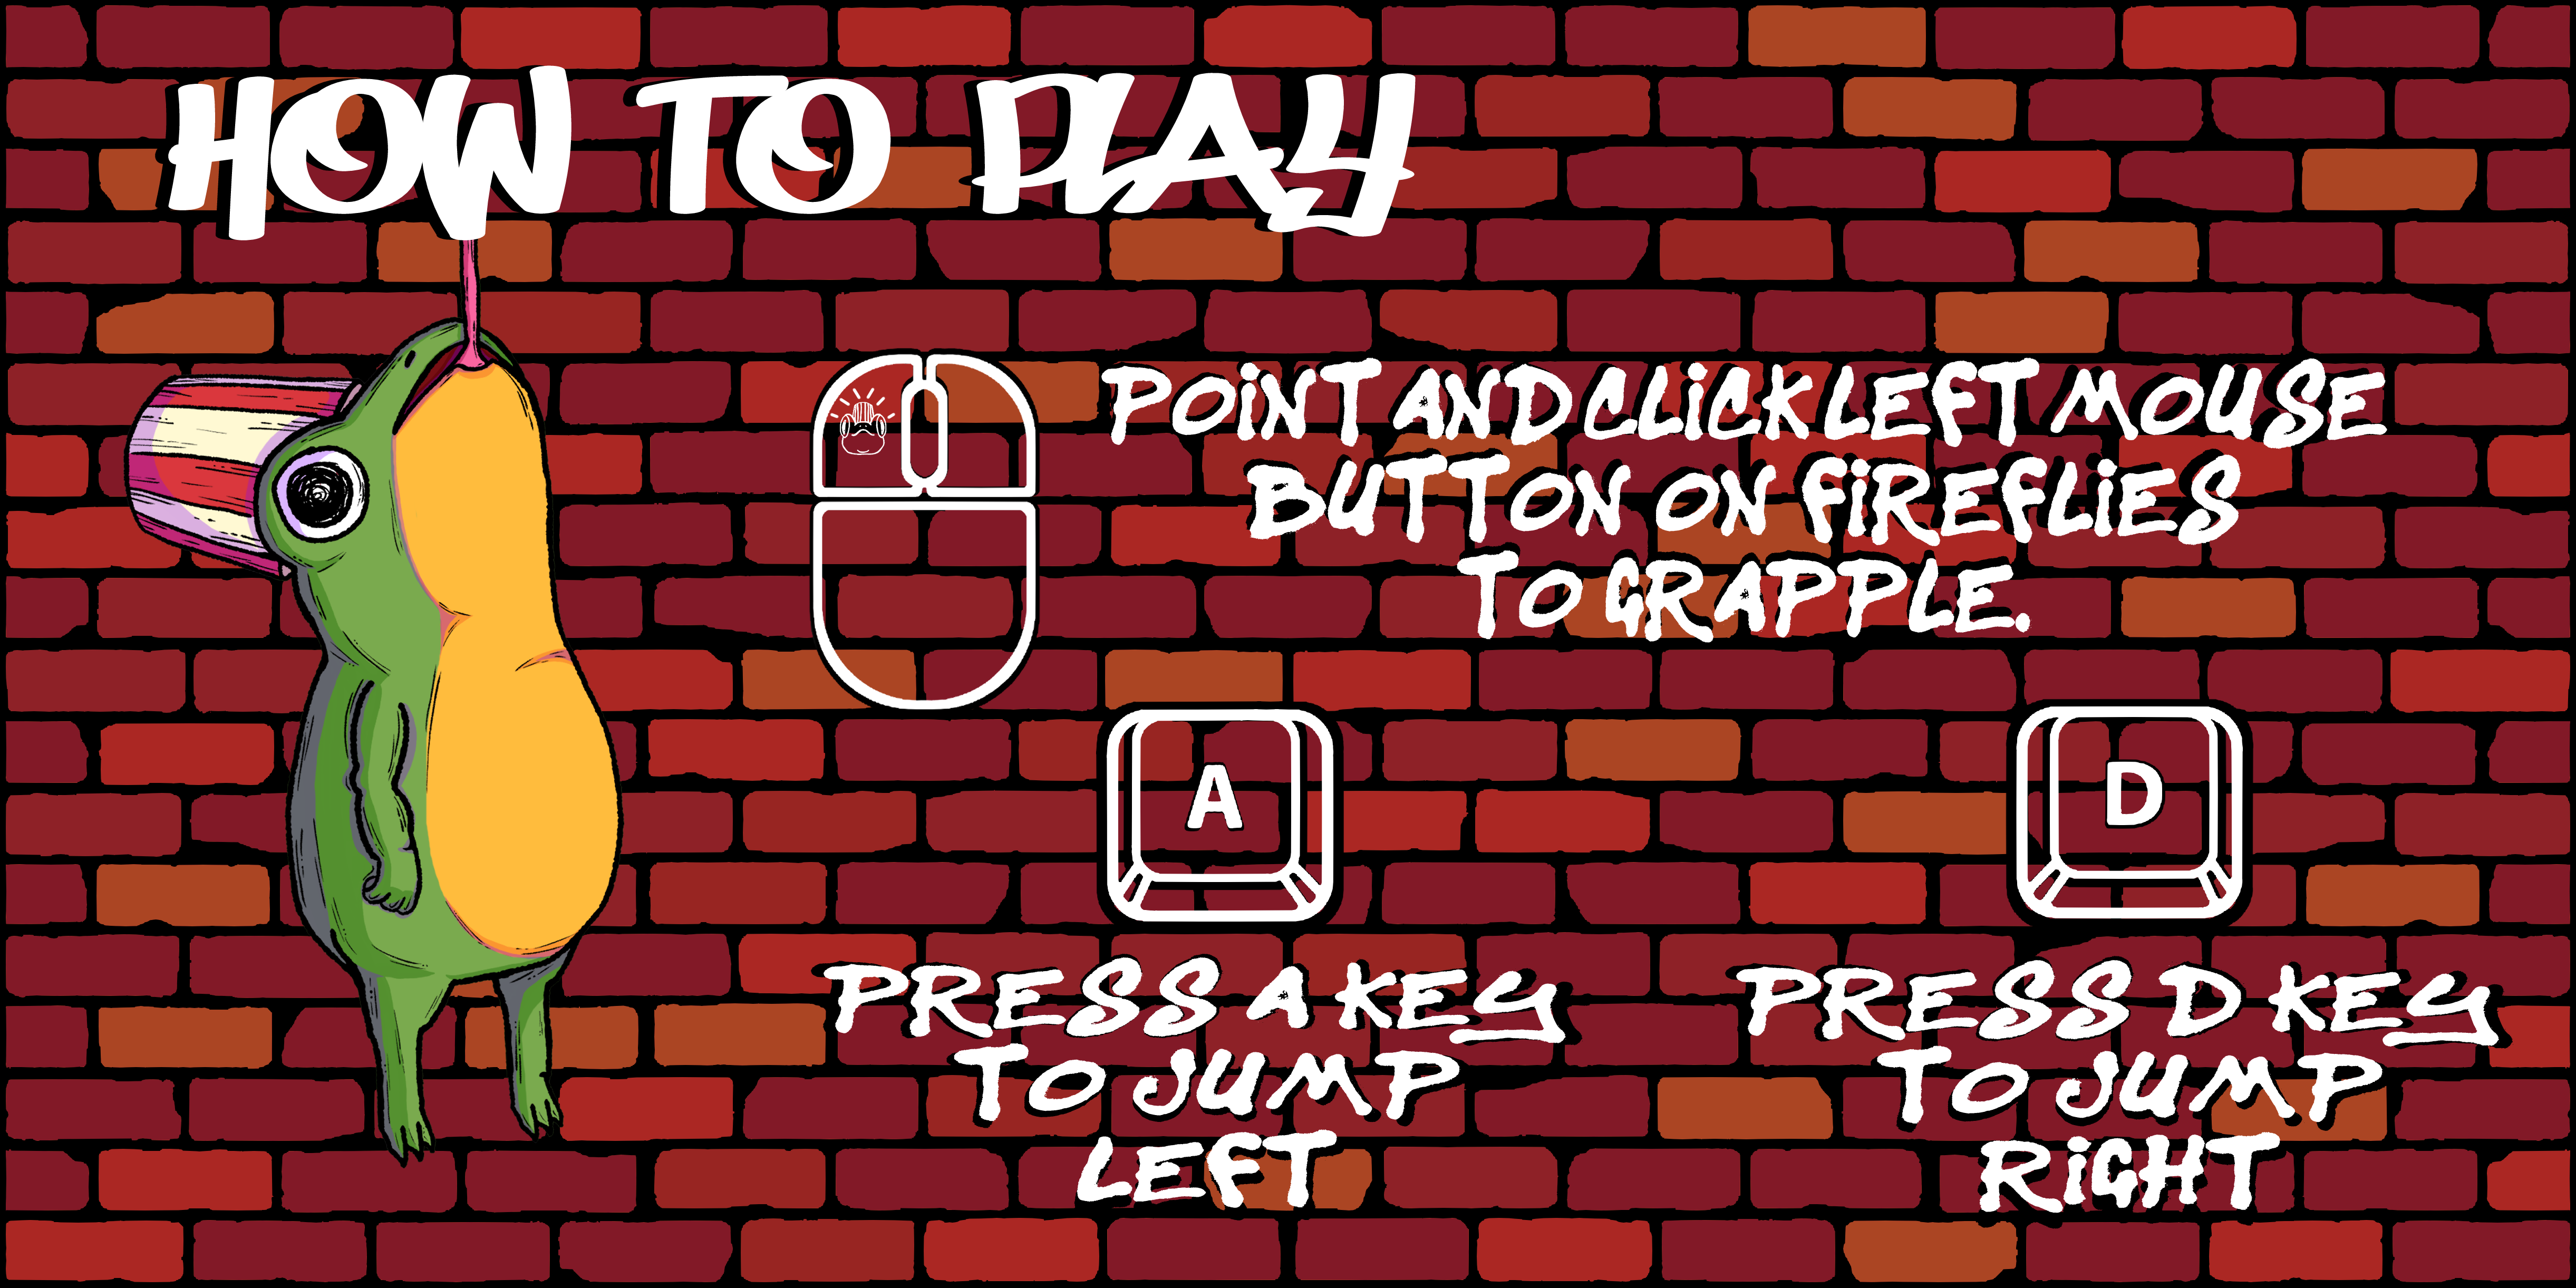 HOW TO PLAY
POINT AND CLICK LEFT MOUSE
BUTTON ON FIREFLIES
TO GRAPPLE.
A
D
PRESS A KEY
TO JUMP
LEFT
PRESS D KEY
TO JUMP
RIGHT